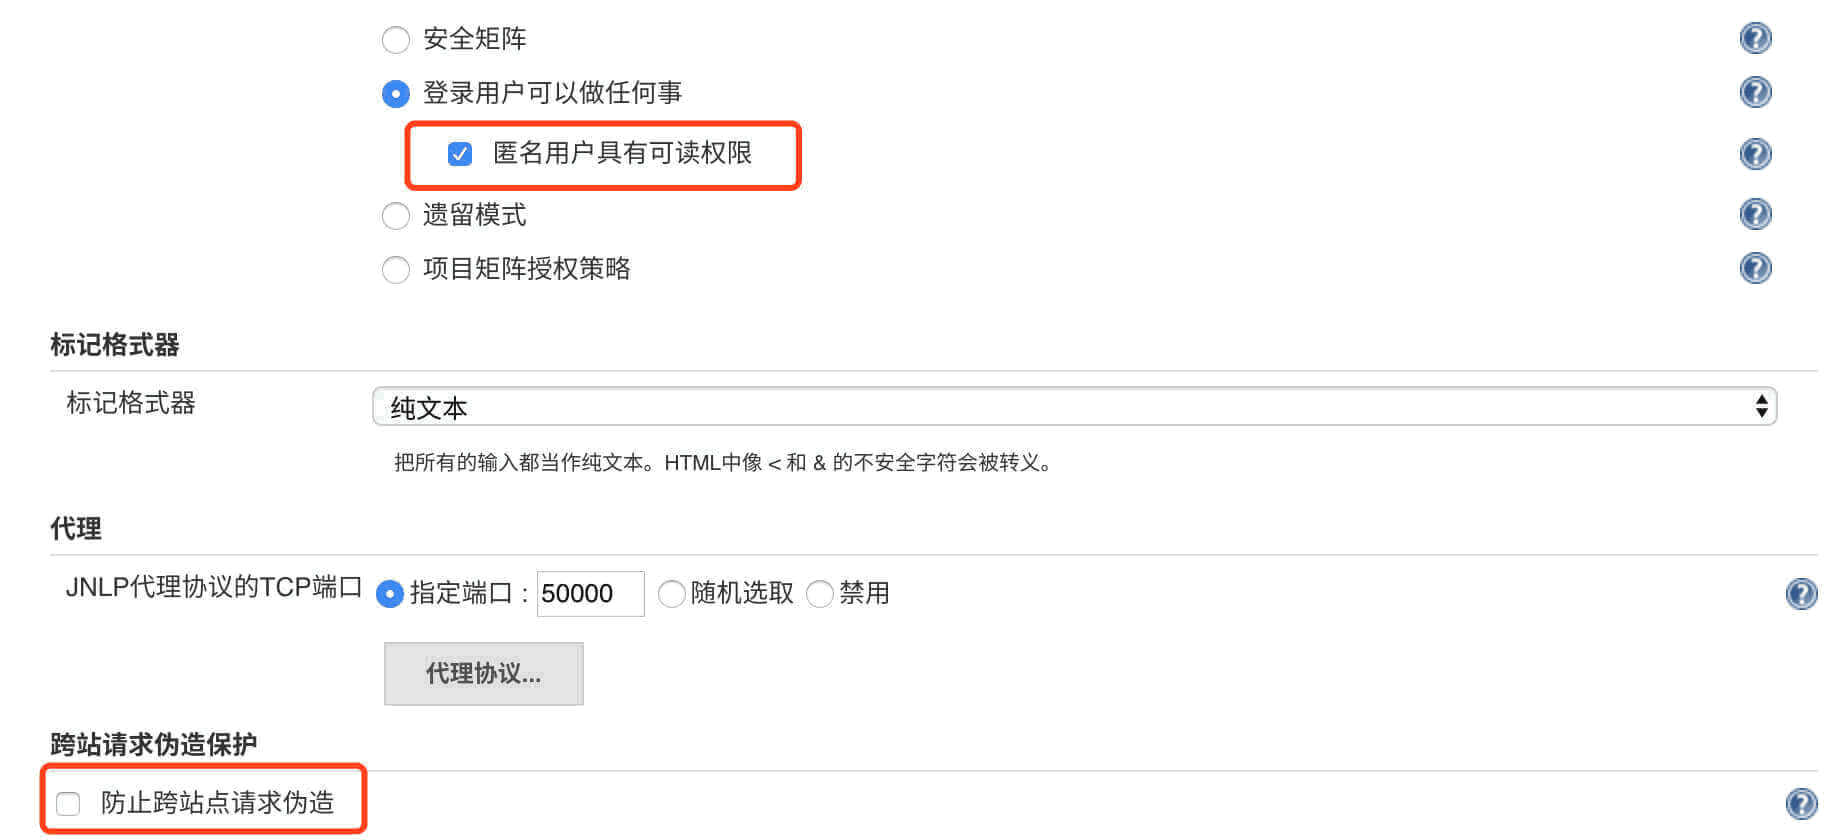 安全矩阵
登录用户可以做任何事
匿名用户具有可读权限
遗留模式
项目矩阵授权策略
标记格式器
标记格式器 纯文本
把所有的输入都当作纯文本。HTML中像 < 和 & 的不安全字符会被转义。
代理
JNLP代理协议的TCP端口 指定端口 : 50000 随机选取 禁用
代理协议...
跨站请求伪造保护
防止跨站点请求伪造